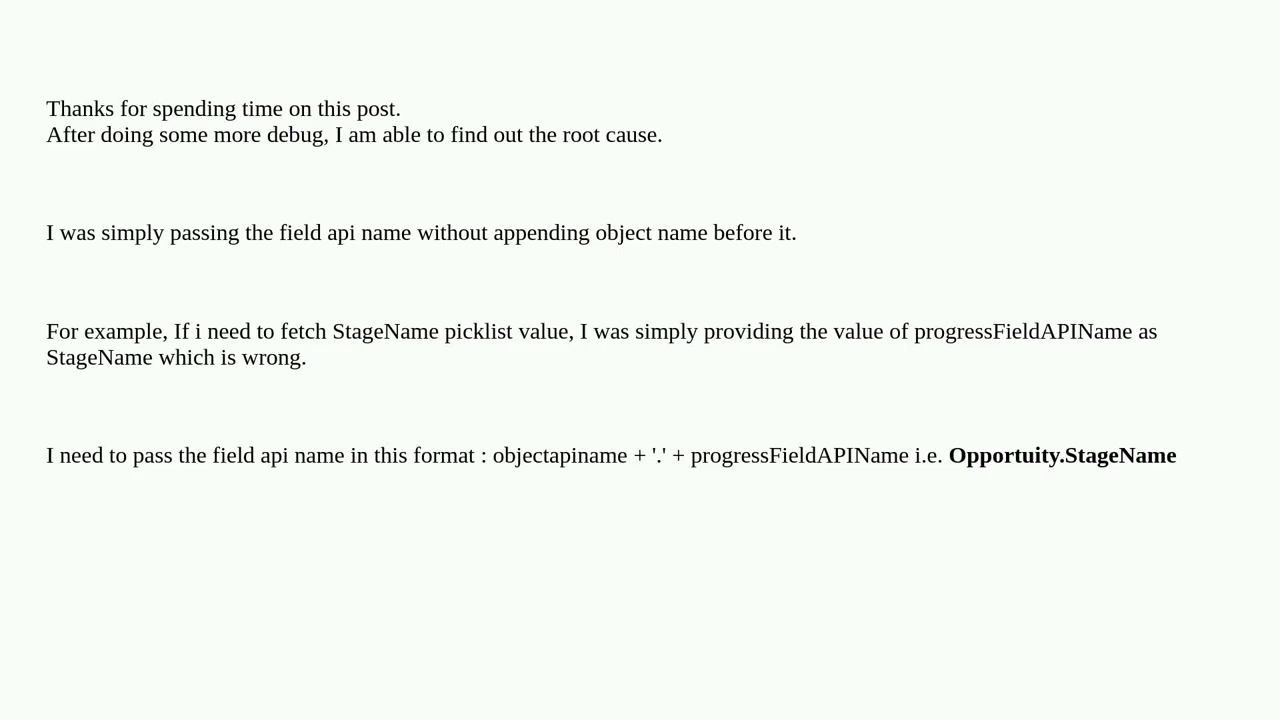 Thanks for spending time on this post.
After doing some more debug, I am able to find out the root cause.
I was simply passing the field api name without appending object name before it.
For example, If i need to fetch StageName picklist value, I was simply providing the value of progressFieldAPIName as
StageName which is wrong.
I need to pass the field api name in this format : objectapiname + '.' + progressFieldAPIName i.e. Opportuity.StageName